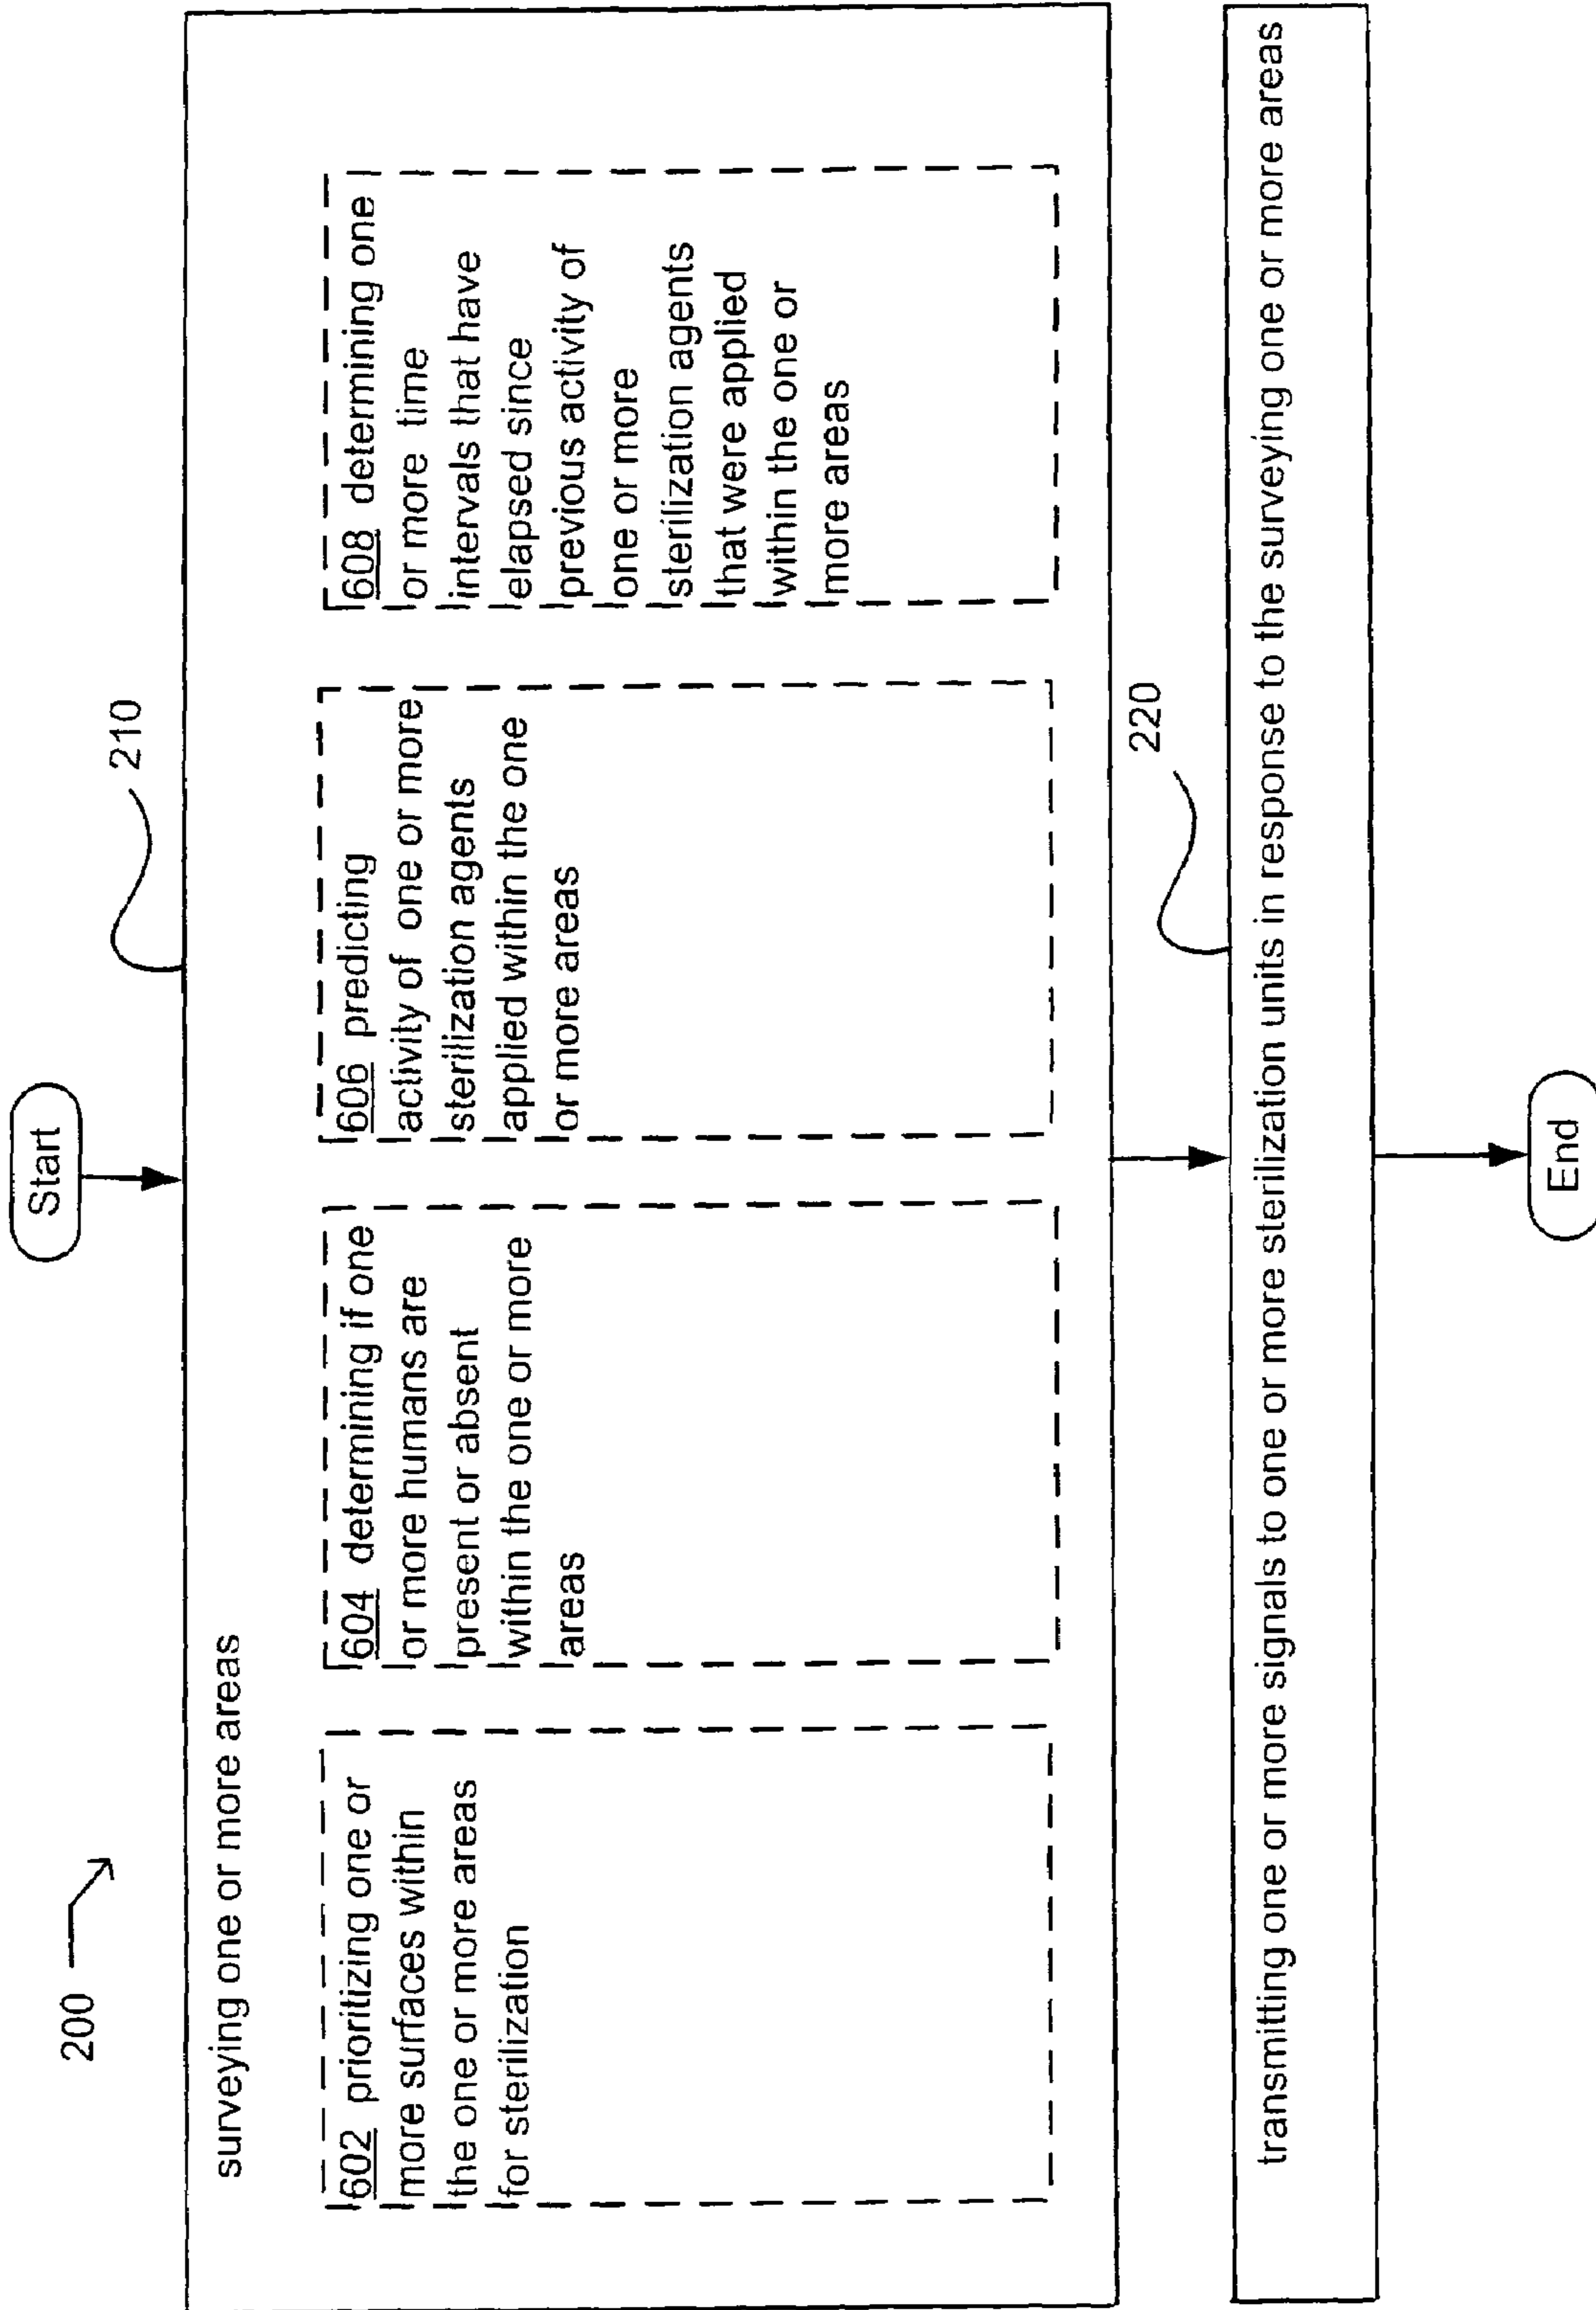 200
Start
210
surveying one or more areas
602 prioritizing one or
more surfaces within
the one or more areas
for sterilization
604 determining if one
or more humans are
present or absent
within the one or more
areas
606 predicting
activity of one or more
sterilization agents
applied within the one
or more areas
608 determining one
or more time
intervals that have
elapsed since
previous activity of
one or more
sterilization agents
that were applied
within the one or
more areas
220
transmitting one or more signals to one or more sterilization units in response to the surveying one or more areas
End